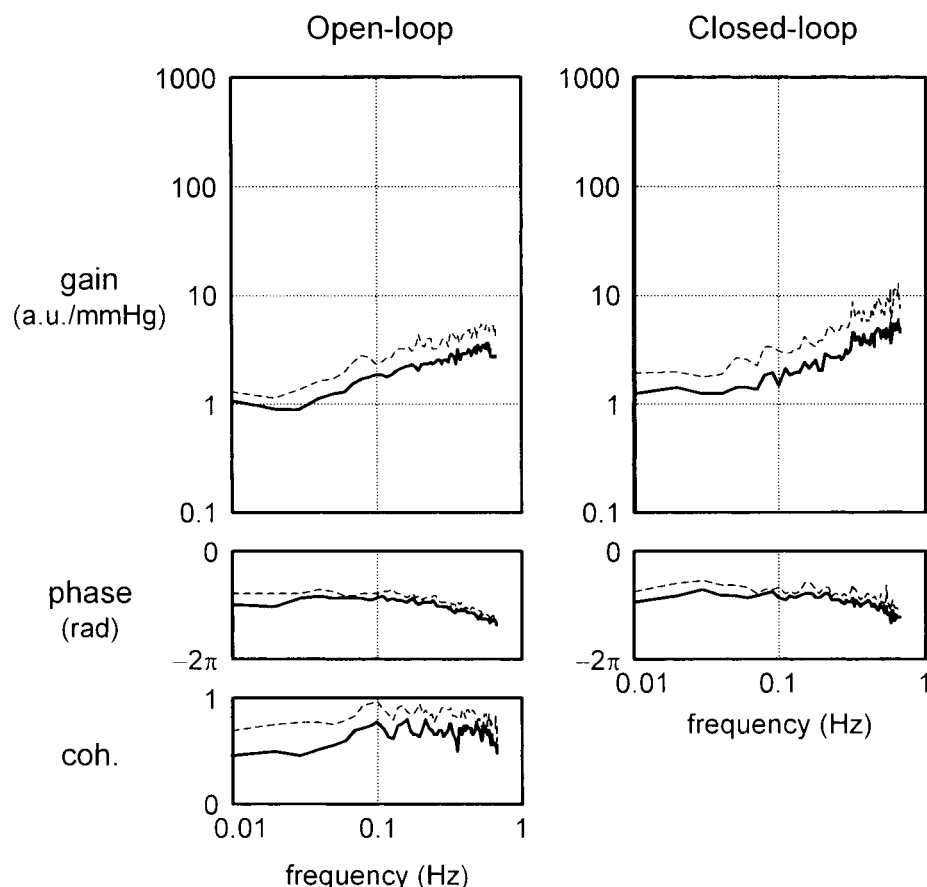 Open-loop
Closed-loop
1000
100
10
1
0.1
gain
(a.u./mmHg)
1000
100
10
1
0.1
0
−2π
phase
(rad)
0
−2π
0.01
0.1
1
frequency (Hz)
1
0
coh.
0.01
0.1
1
frequency (Hz)